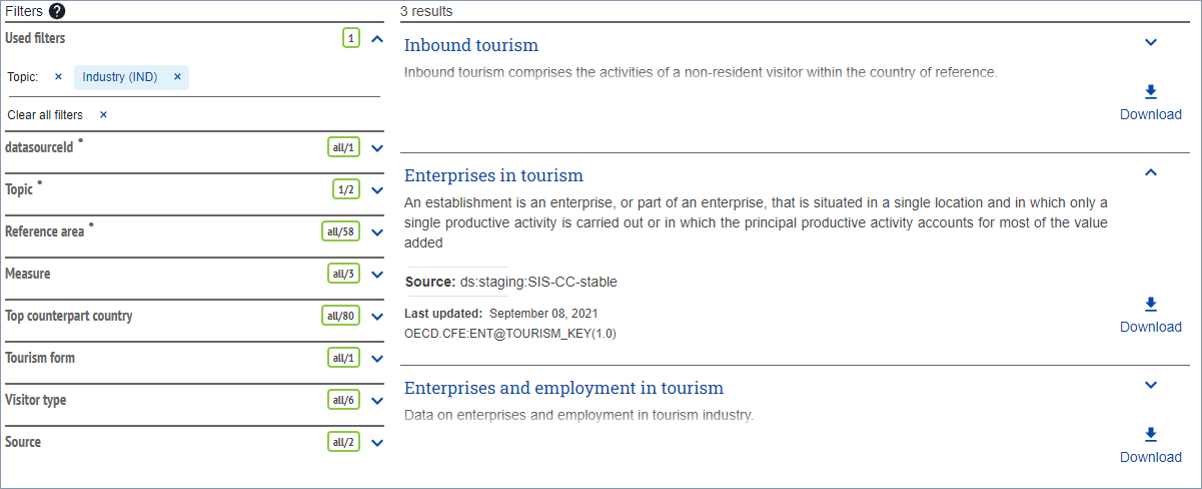 Filters ?
Used filters 1
Topic: × Industry (IND) ×
Clear all filters ×
datasourceId • all/1
Topic • 1/2
Reference area • all/58
Measure all/3
Top counterpart country all/80
Tourism form all/1
Visitor type all/6
Source all/2
3 results
Inbound tourism
Inbound tourism comprises the activities of a non-resident visitor within the country of reference.
Download
Enterprises in tourism
An establishment is an enterprise, or part of an enterprise, that is situated in a single location and in which only a
single productive activity is carried out or in which the principal productive activity accounts for most of the value
added
Source: ds:staging:SIS-CC-stable
Last updated: September 08, 2021
OECD.CFE:ENT@TOURISM_KEY(1.0)
Download
Enterprises and employment in tourism
Data on enterprises and employment in tourism industry.
Download